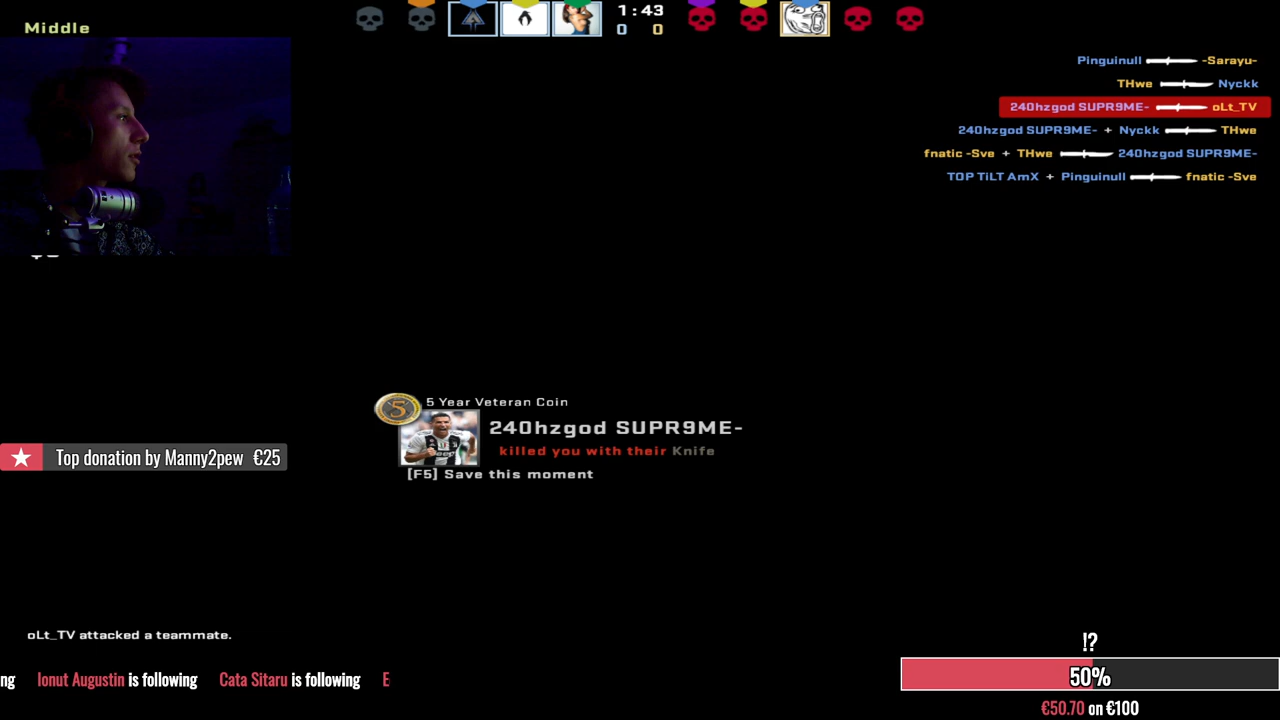 Middle
1:43
0 0
Pinguinull -Sarayu-
THwe Nyckk
240hzgod SUPR9ME- oLt_TV
240hzgod SUPR9ME- + Nyckk THwe
fnatic -Sve + THwe 240hzgod SUPR9ME-
TOP TiLT AmX + Pinguinull fnatic -Sve
5 Year Veteran Coin
5
240hzgod SUPR9ME-
killed you with their Knife
[F5] Save this moment
Top donation by Manny2pew €25
oLt_TV attacked a teammate.
ng Ionut Augustin is following Cata Sitaru is following E
!?
50%
€50.70 on €100